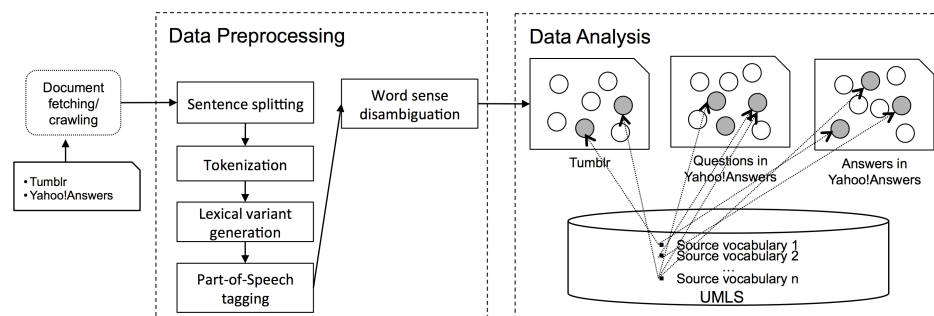 Data Preprocessing
Data Analysis
Document
fetching/
crawling
• Tumblr
• Yahoo!Answers
Sentence splitting
Tokenization
Lexical variant
generation
Part-of-Speech
tagging
Word sense
disambiguation
Tumblr
Questions in
Yahoo!Answers
Answers in
Yahoo!Answers
Source vocabulary 1
Source vocabulary 2
...
Source vocabulary n
UMLS